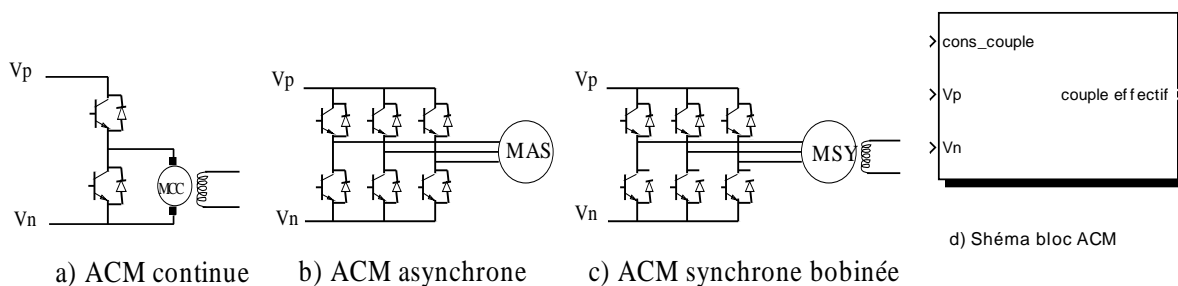 Vp
Vn
MCC
a) ACM continue
Vp
Vn
MAS
b) ACM asynchrone
Vp
Vn
MSY
c) ACM synchrone bobinée
cons_couple
Vp
Vn
couple effectif
d) Shéma bloc ACM